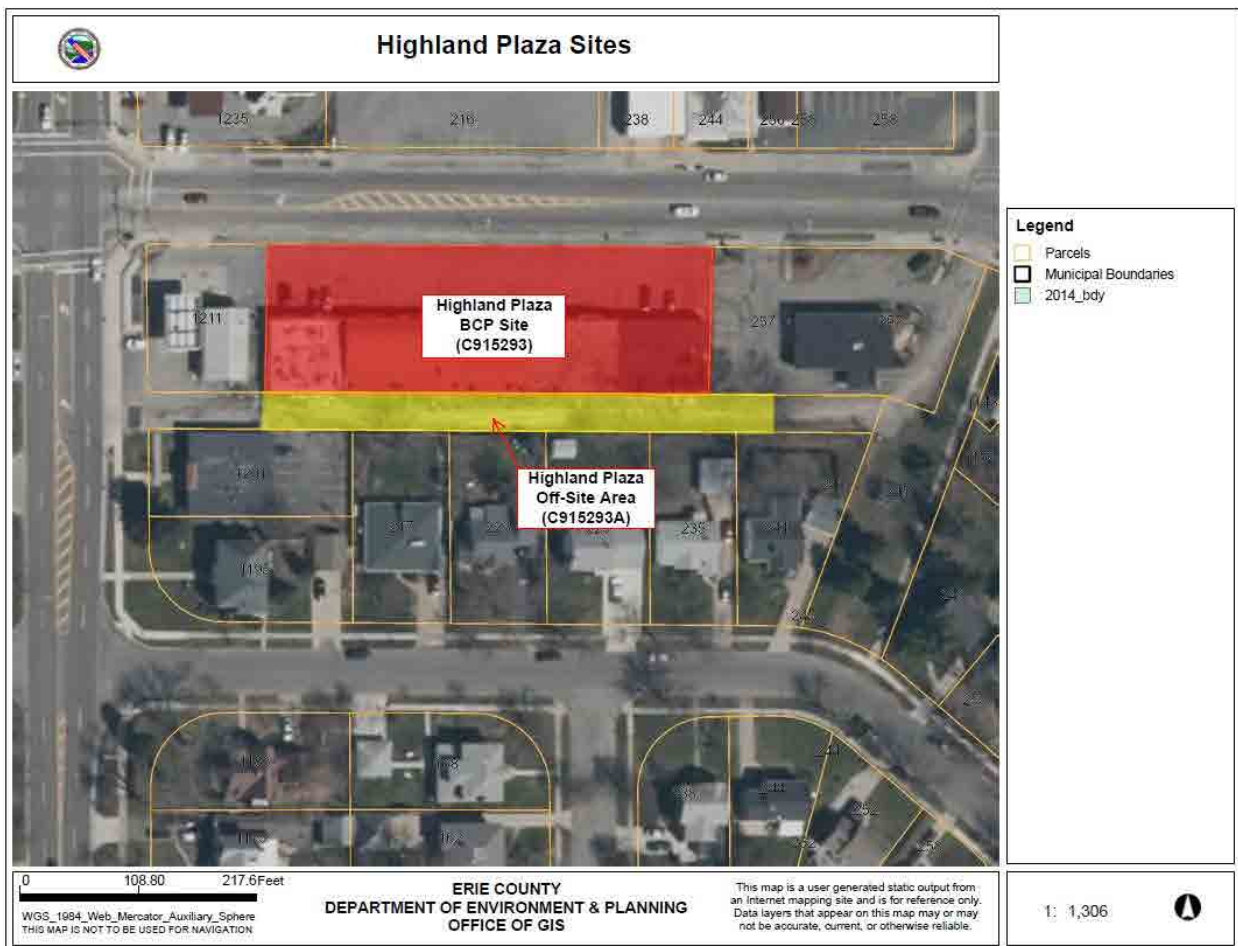 Highland Plaza Sites
1235
216
238
244
258
1211
Highland Plaza
BCP Site
(C915293)
257
1201
Highland Plaza
Off-Site Area
(C915293A)
217
235
241
1195
252
Legend
Parcels
Municipal Boundaries
2014_bdy
0 108.80 217.6 Feet
WGS_1984_Web_Mercator_Auxiliary_Sphere
THIS MAP IS NOT TO BE USED FOR NAVIGATION
ERIE COUNTY
DEPARTMENT OF ENVIRONMENT & PLANNING
OFFICE OF GIS
This map is a user generated static output from
an Internet mapping site and is for reference only.
Data layers that appear on this map may or may
not be accurate, current, or otherwise reliable.
1: 1,306